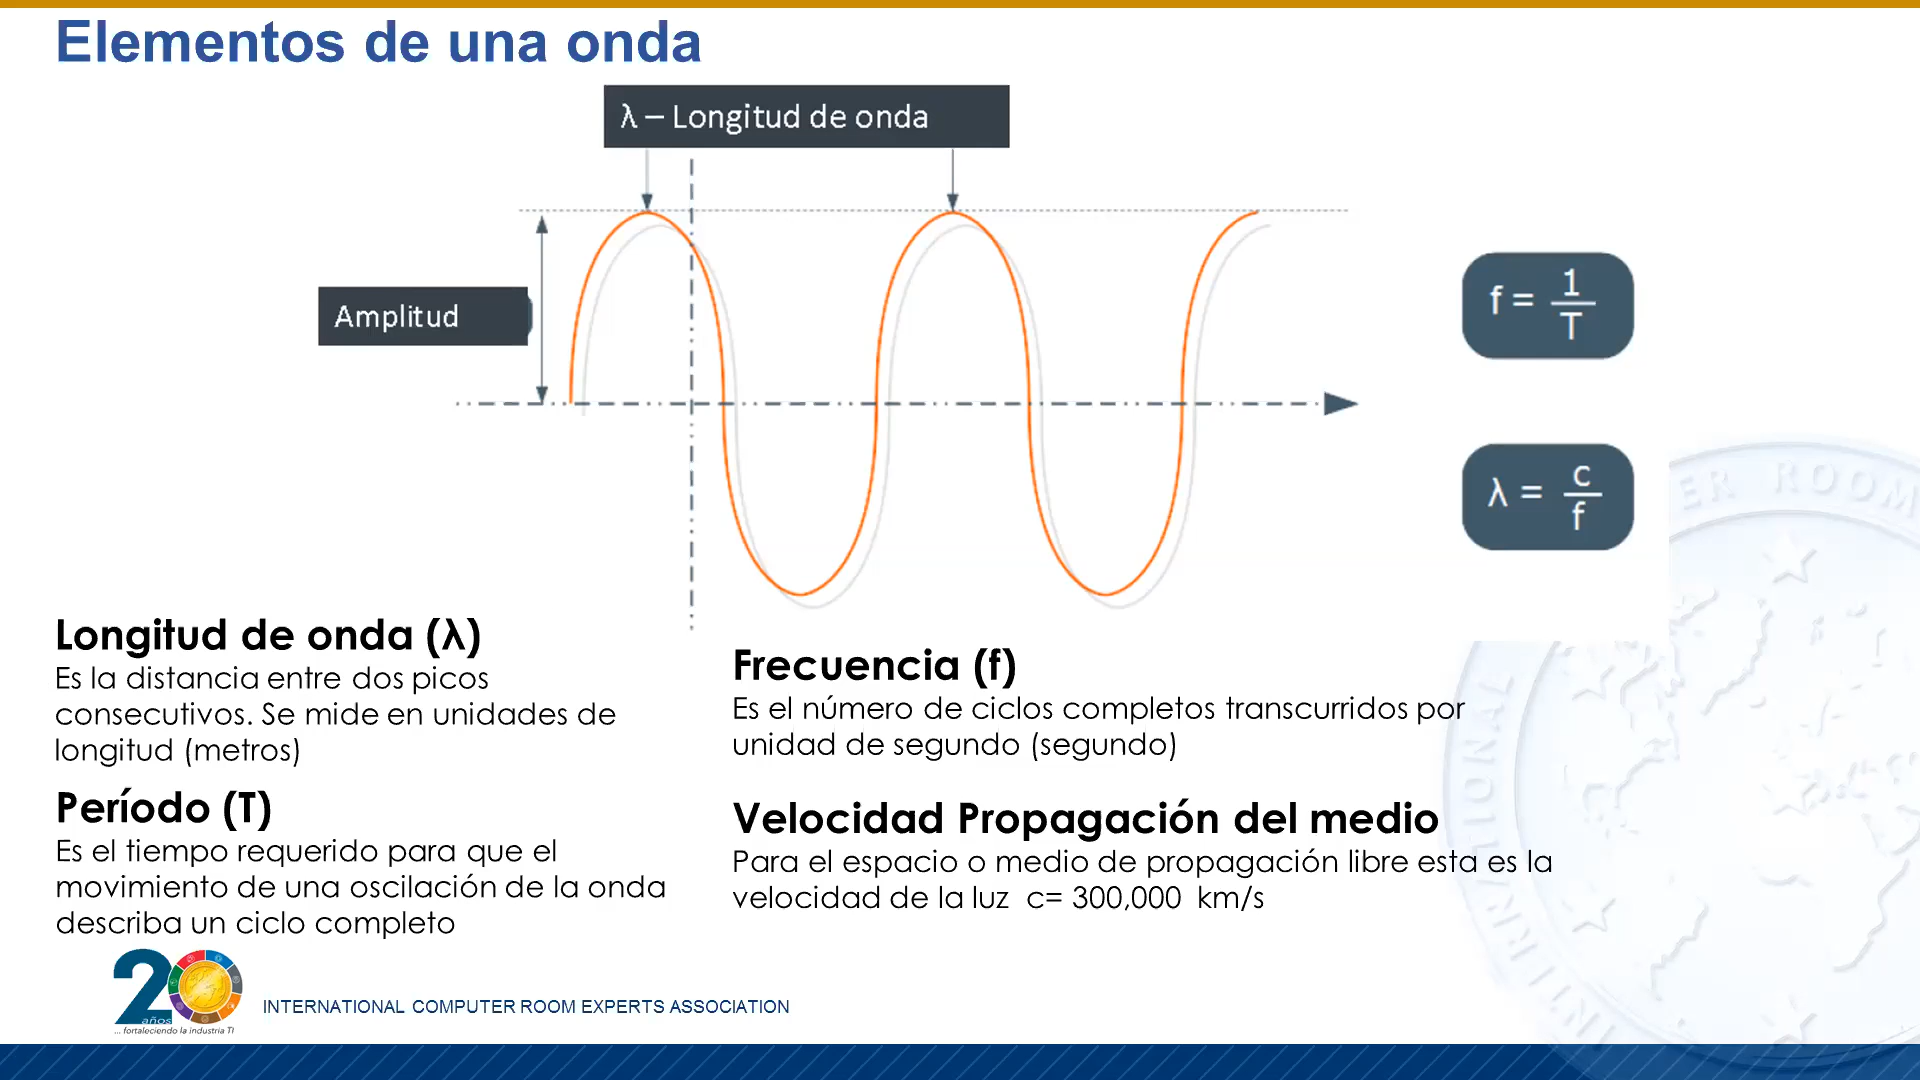 Elementos de una onda
λ – Longitud de onda
Amplitud
f = 1/T
λ = c/f
Longitud de onda (λ)
Es la distancia entre dos picos
consecutivos. Se mide en unidades de
longitud (metros)
Período (T)
Es el tiempo requerido para que el
movimiento de una oscilación de la onda
describa un ciclo completo
Frecuencia (f)
Es el número de ciclos completos transcurridos por
unidad de segundo (segundo)
Velocidad Propagación del medio
Para el espacio o medio de propagación libre esta es la
velocidad de la luz c= 300,000 km/s
20
años
... fortaleciendo la industria TI
INTERNATIONAL COMPUTER ROOM EXPERTS ASSOCIATION
ER ROOM
INTERNATIONAL